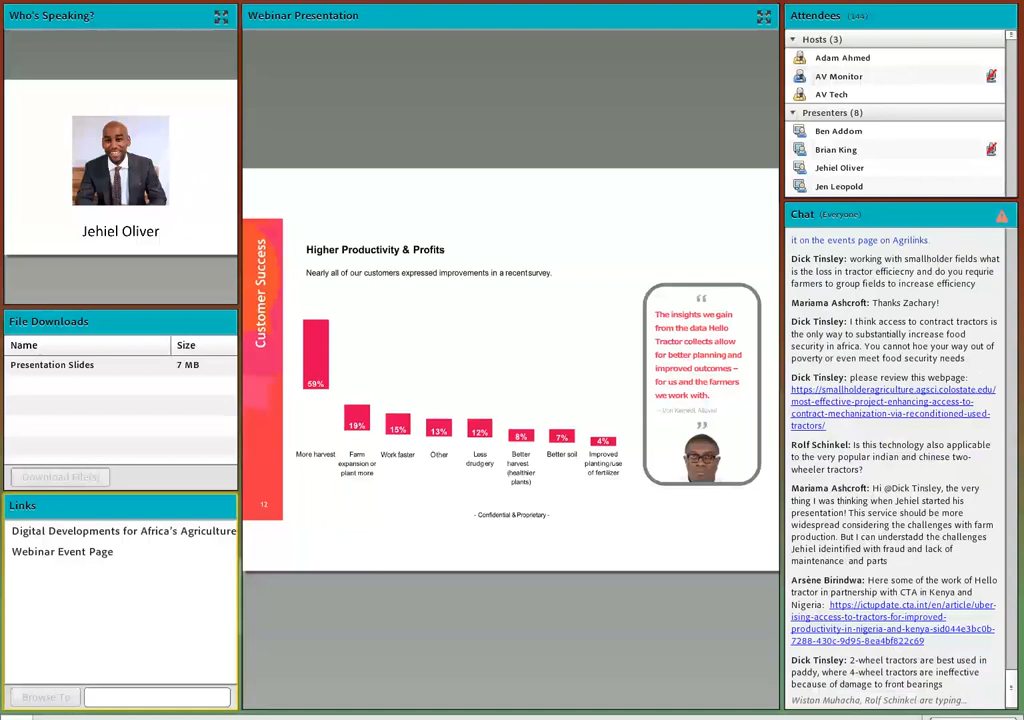 Who's Speaking?
Jehiel Oliver
File Downloads
Name Size
Presentation Slides 7 MB
Download File(s)
Links
Digital Developments for Africa's Agriculture
Webinar Event Page
Browse To
Webinar Presentation
Customer Success
12
Higher Productivity & Profits
Nearly all of our customers expressed improvements in a recent survey.
59%
19%
15%
13%
12%
8%
7%
4%
More harvest
Farm
expansion or
plant more
Work faster
Other
Less
drudgery
Better
harvest
(healthier
plants)
Better soil
Improved
planting/use
of fertilizer
“
The insights we gain
from the data Hello
Tractor collects allow
for better planning and
improved outcomes –
for us and the farmers
we work with.
”
- Confidential & Proprietary -
Attendees (144)
Hosts (3)
Adam Ahmed
AV Monitor
AV Tech
Presenters (8)
Ben Addom
Brian King
Jehiel Oliver
Jen Leopold
Chat (Everyone)
it on the events page on Agrilinks.
Dick Tinsley: working with smallholder fields what
is the loss in tractor efficiecny and do you requrie
farmers to group fields to increase efficiency
Mariama Ashcroft: Thanks Zachary!
Dick Tinsley: I think access to contract tractors is
the only way to substantially increase food
security in africa. You cannot hoe your way out of
poverty or even meet food security needs
Dick Tinsley: please review this webpage:
https://smallholderagriculture.agsci.colostate.edu/
most-effective-project-enhancing-access-to-
contract-mechanization-via-reconditioned-used-
tractors/
Rolf Schinkel: Is this technology also applicable
to the very popular indian and chinese two-
wheeler tractors?
Mariama Ashcroft: Hi @Dick Tinsley, the very
thing I was thinking when Jehiel started his
presentation! This service should be more
widespread considering the challenges with farm
production. But I can understadd the challenges
Jehiel ideintified with fraud and lack of
maintenance and parts
Arsène Birindwa: Here some of the work of Hello
tractor in partnership with CTA in Kenya and
Nigeria: https://ictupdate.cta.int/en/article/uber-
ising-access-to-tractors-for-improved-
productivity-in-nigeria-and-kenya-sid044e3bc0b-
7288-430c-9d95-8ea4bf822c69
Dick Tinsley: 2-wheel tractors are best used in
paddy, where 4-wheel tractors are ineffective
because of damage to front bearings
Wiston Muhacha, Rolf Schinkel are typing...